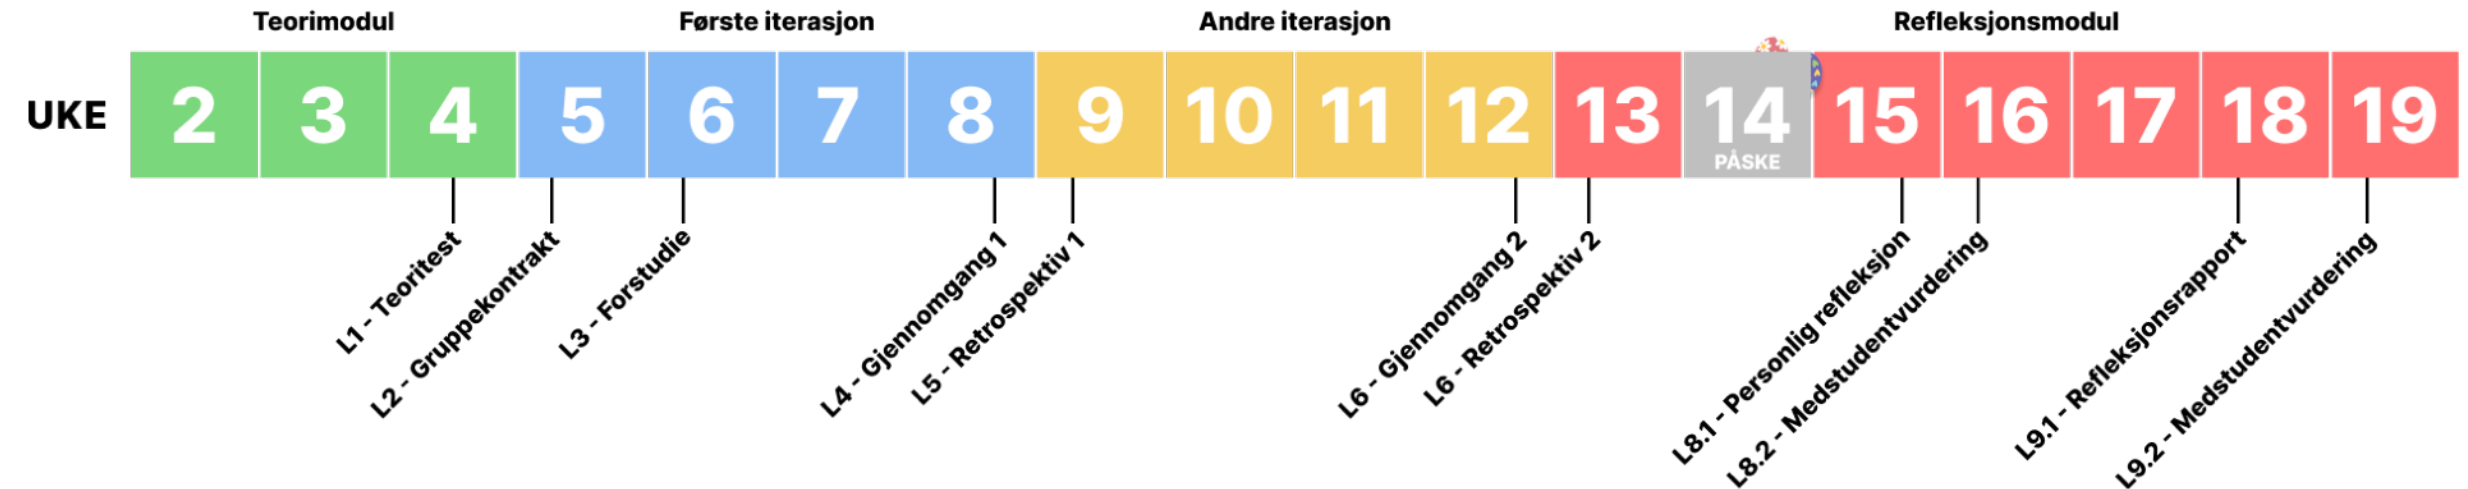 Teorimodul
Første iterasjon
Andre iterasjon
Refleksjonsmodul
UKE
2
3
4
5
6
7
8
9
10
11
12
13
14
PÅSKE
15
16
17
18
19
L1 - Teoritest
L2 - Gruppekontrakt
L3 - Forstudie
L4 - Gjennomgang 1
L5 - Retrospektiv 1
L6 - Gjennomgang 2
L6 - Retrospektiv 2
L8.1 - Personlig refleksjon
L8.2 - Medstudentvurdering
L9.1 - Refleksjonsrapport
L9.2 - Medstudentvurdering